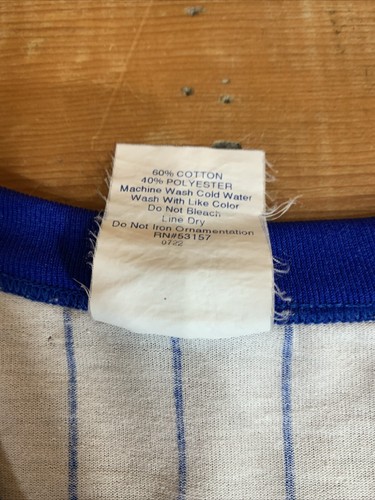 60% COTTON
40% POLYESTER
Machine Wash Cold Water
Wash With Like Color
Do Not Bleach
Line Dry
Do Not Iron Ornamentation
RN#53157
0722